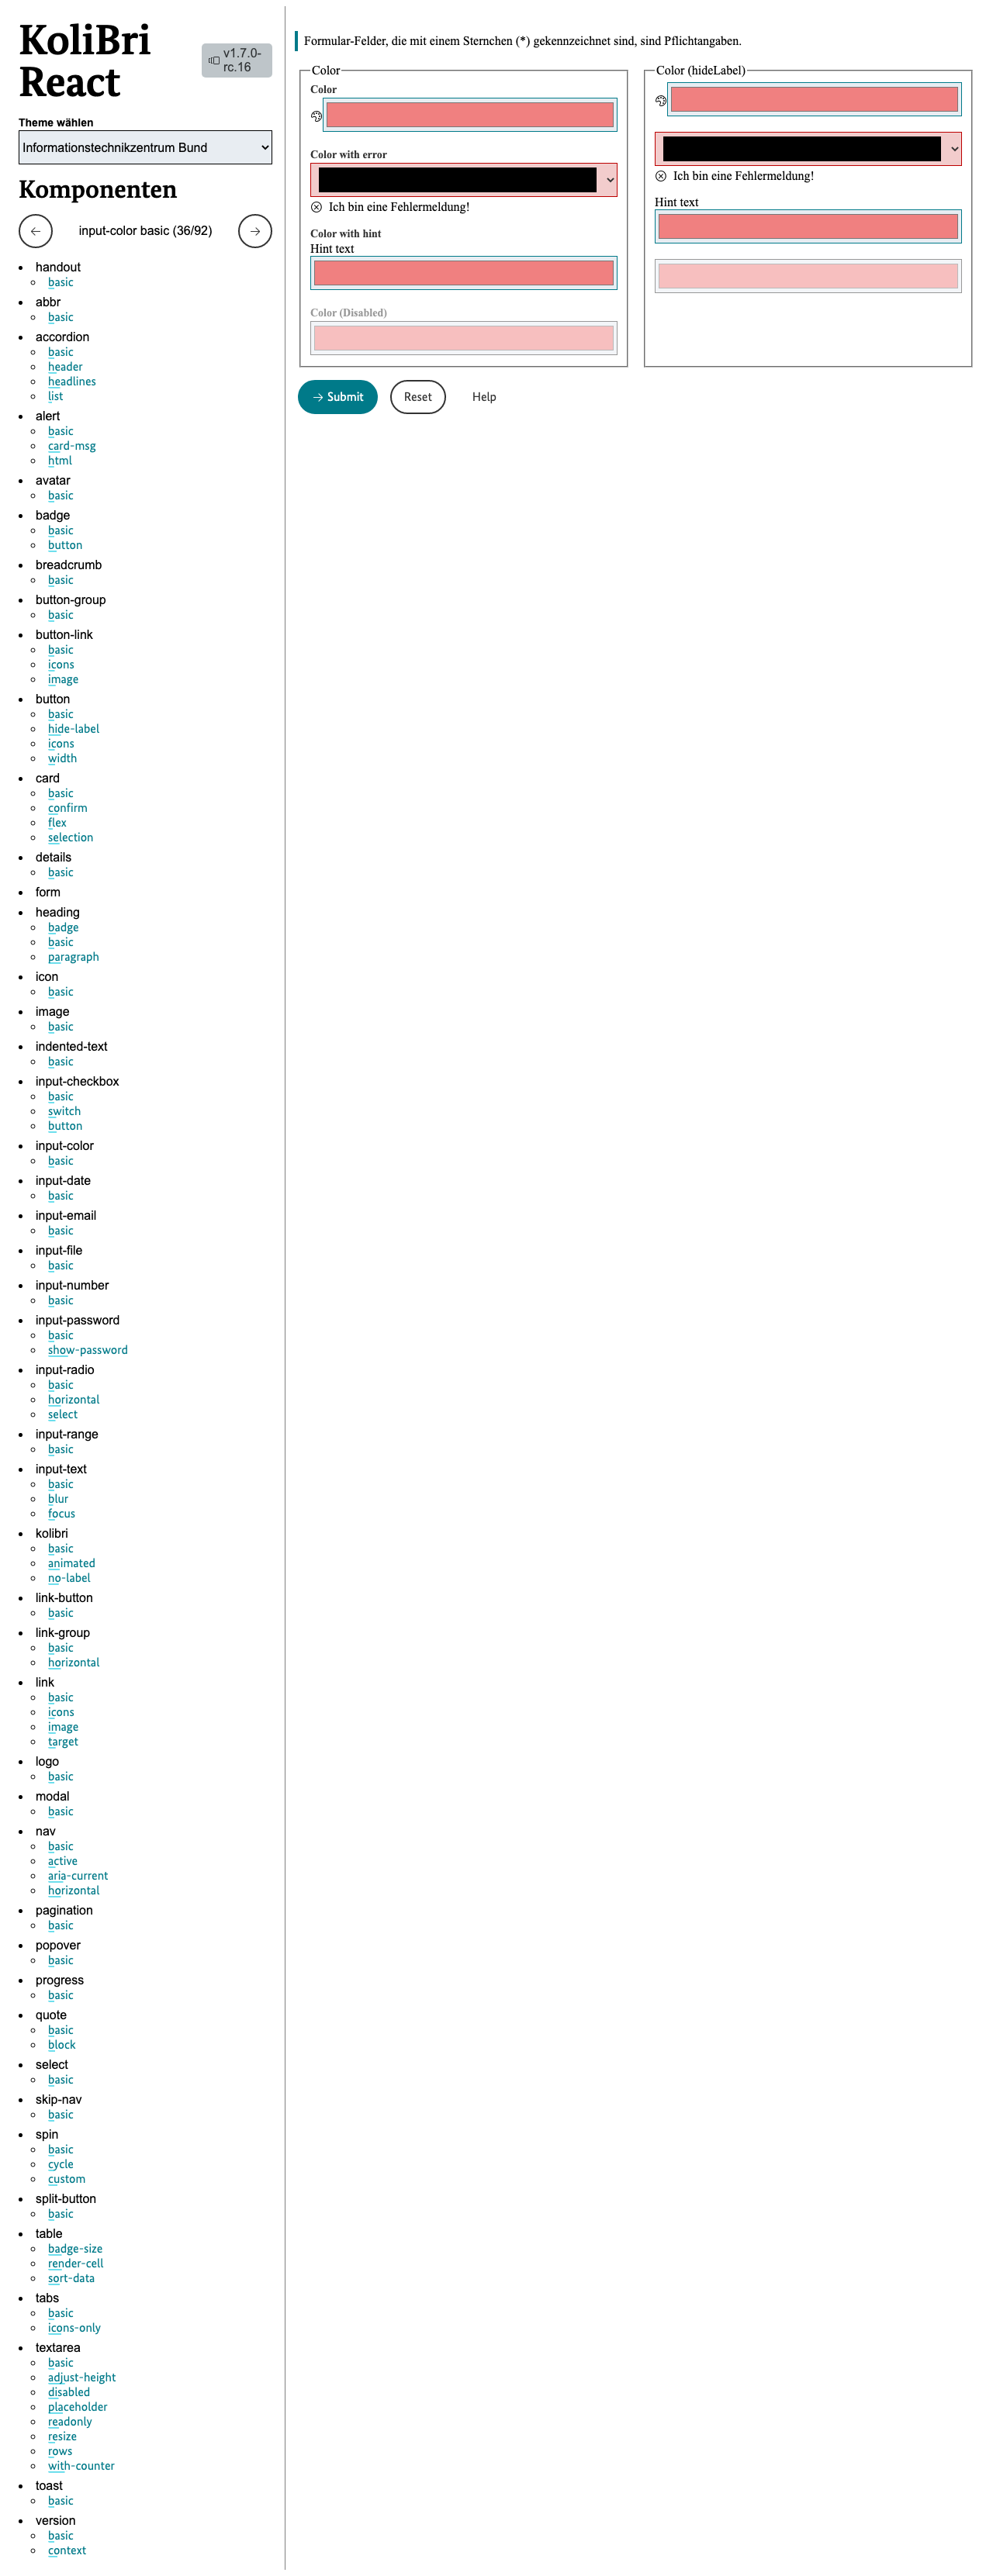 KoliBri
React
v1.7.0-
rc.16
Theme wählen
Informationstechnikzentrum Bund
Komponenten
input-color basic (36/92)
handout
basic
abbr
basic
accordion
basic
header
headlines
list
alert
basic
card-msg
html
avatar
basic
badge
basic
button
breadcrumb
basic
button-group
basic
button-link
basic
icons
image
button
basic
hide-label
icons
width
card
basic
confirm
flex
selection
details
basic
form
heading
badge
basic
paragraph
icon
basic
image
basic
indented-text
basic
input-checkbox
basic
switch
button
input-color
basic
input-date
basic
input-email
basic
input-file
basic
input-number
basic
input-password
basic
show-password
input-radio
basic
horizontal
select
input-range
basic
input-text
basic
blur
focus
kolibri
basic
animated
no-label
link-button
basic
link-group
basic
horizontal
link
basic
icons
image
target
logo
basic
modal
basic
nav
basic
active
aria-current
horizontal
pagination
basic
popover
basic
progress
basic
quote
basic
block
select
basic
skip-nav
basic
spin
basic
cycle
custom
split-button
basic
table
badge-size
render-cell
sort-data
tabs
basic
icons-only
textarea
basic
adjust-height
disabled
placeholder
readonly
resize
rows
with-counter
toast
basic
version
basic
context
Formular-Felder, die mit einem Sternchen (*) gekennzeichnet sind, sind Pflichtangaben.
Color
Color
Color with error
Ich bin eine Fehlermeldung!
Color with hint
Hint text
Color (Disabled)
Color (hideLabel)
Ich bin eine Fehlermeldung!
Hint text
Submit
Reset
Help